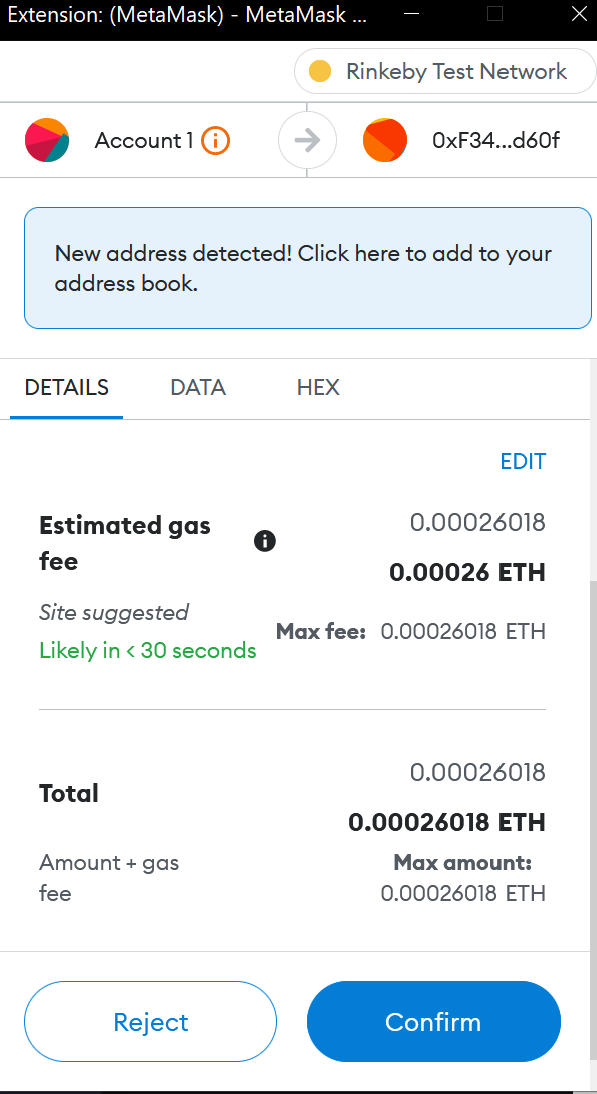 Extension: (MetaMask) - MetaMask ...
Rinkeby Test Network
Account 1
0xF34...d60f
New address detected! Click here to add to your
address book.
DETAILS
DATA
HEX
EDIT
Estimated gas
fee
0.00026018
0.00026 ETH
Site suggested
Likely in < 30 seconds
Max fee: 0.00026018 ETH
Total
0.00026018
0.00026018 ETH
Amount + gas
fee
Max amount:
0.00026018 ETH
Reject
Confirm